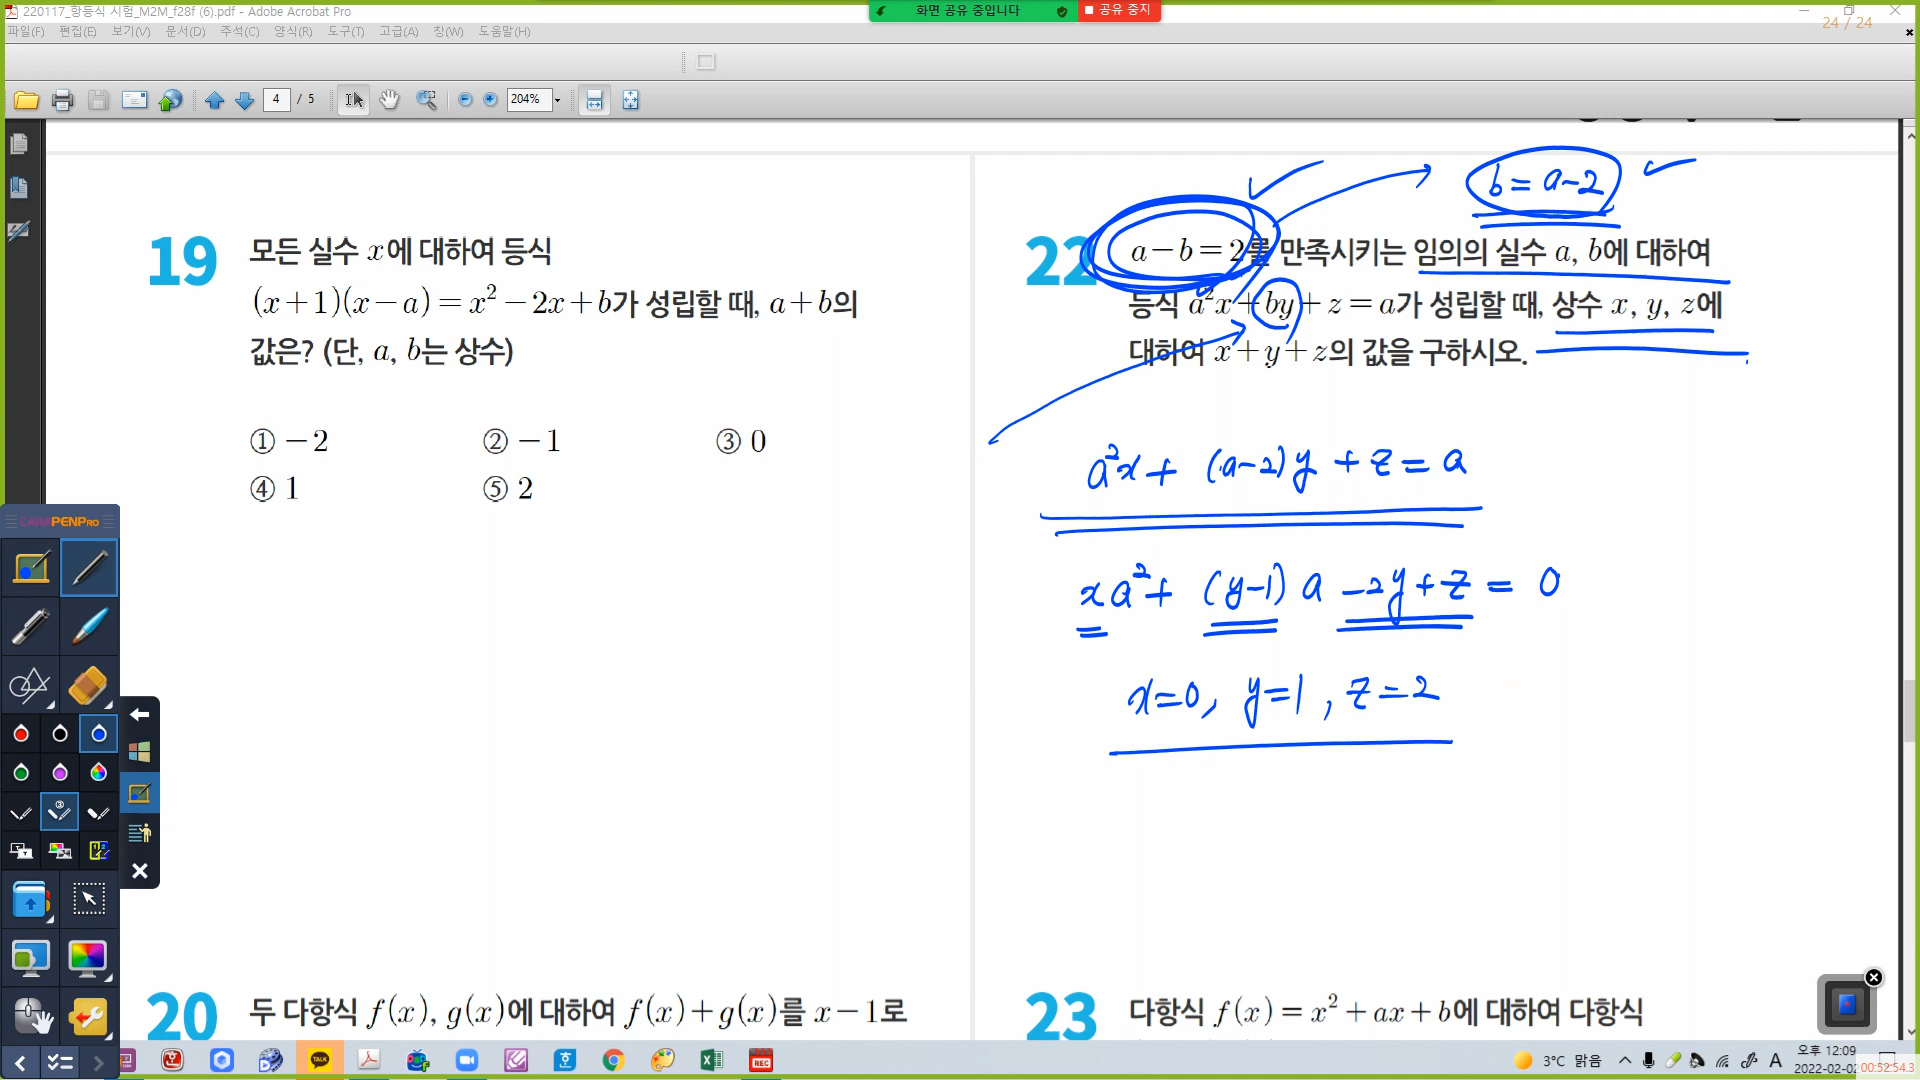 220117_항등식 시험_M2M_f28f (6).pdf - Adobe Acrobat Pro
화면 공유 중입니다
공유 중지
24 / 24
파일(F) 편집(E) 보기(V) 문서(D) 주석(C) 양식(R) 도구(T) 고급(A) 창(W) 도움말(H)
4 / 5
204%
19 모든 실수 x에 대하여 등식
(x+1)(x−a)=x²−2x+b가 성립할 때, a+b의
값은? (단, a, b는 상수)
① −2 ② −1 ③ 0
④ 1 ⑤ 2
b = a-2
22 a−b=2를 만족시키는 임의의 실수 a, b에 대하여
등식 a²x+by+z=a가 성립할 때, 상수 x, y, z에
대하여 x+y+z의 값을 구하시오.
a²x + (a-2)y + z = a
xa² + (y-1)a -2y+z = 0
x=0, y=1, z=2
CARAPENPRO
20 두 다항식 f(x), g(x)에 대하여 f(x)+g(x)를 x−1로
23 다항식 f(x)=x²+ax+b에 대하여 다항식
TALK
REC
3°C 맑음
A
오후 12:09
2022-02-02
00:52:54.3